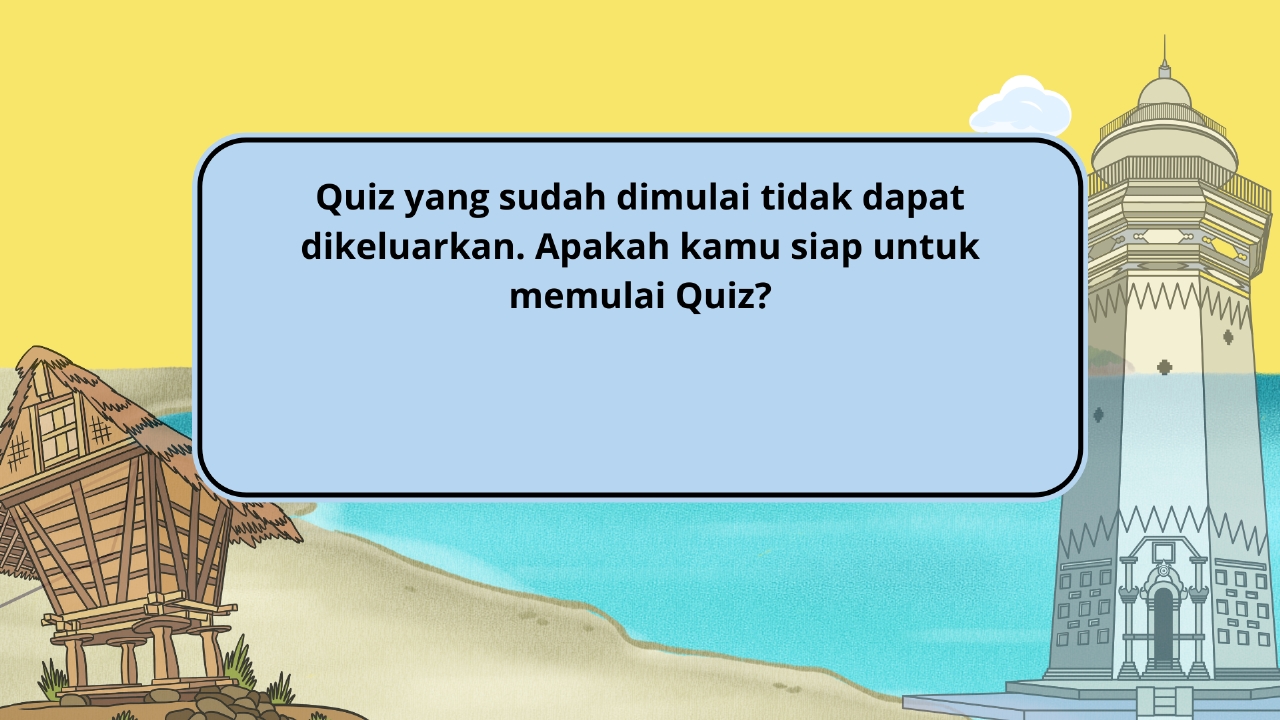 Quiz yang sudah dimulai tidak dapat
dikeluarkan. Apakah kamu siap untuk
memulai Quiz?